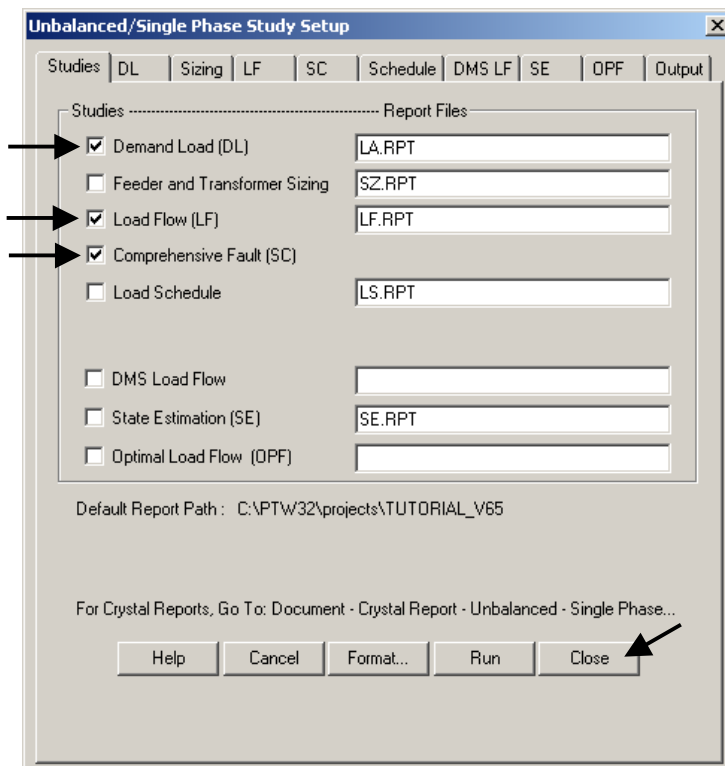 Unbalanced/Single Phase Study Setup
Studies DL Sizing LF SC Schedule DMS LF SE OPF Output
Studies ---------------------------------------------------- Report Files
Demand Load (DL) LA.RPT
Feeder and Transformer Sizing SZ.RPT
Load Flow (LF) LF.RPT
Comprehensive Fault (SC)
Load Schedule LS.RPT
DMS Load Flow
State Estimation (SE) SE.RPT
Optimal Load Flow (OPF)
Default Report Path : C:\PTW32\projects\TUTORIAL_V65
For Crystal Reports, Go To: Document - Crystal Report - Unbalanced - Single Phase...
Help Cancel Format... Run Close